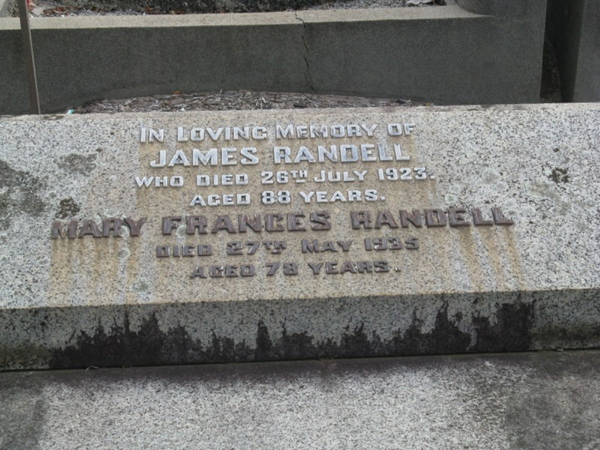 IN LOVING MEMORY OF
JAMES RANDELL
WHO DIED 26TH JULY 1923.
AGED 88 YEARS.
MARY FRANCES RANDELL
DIED 27TH MAY 1935
AGED 78 YEARS.